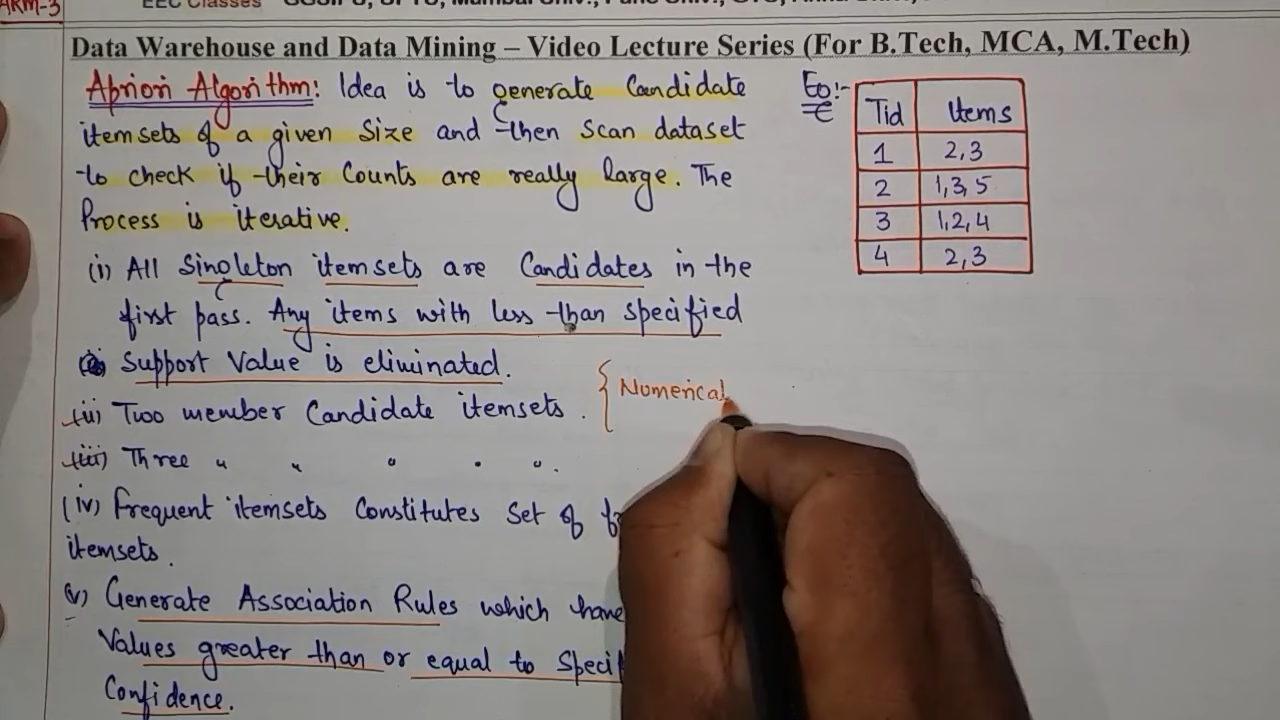 ARM-3
EEC Classes
Data Warehouse and Data Mining – Video Lecture Series (For B.Tech, MCA, M.Tech)
Apriori Algorithm: Idea is to generate candidate
itemsets of a given size and then scan dataset
to check if their counts are really large. The
Process is iterative.
(i) All Singleton itemsets are Candidates in the
first pass. Any items with less than specified
Support Value is eliminated.
(ii) Two member Candidate itemsets.
(iii) Three " " " " ".
(iv) Frequent itemsets Constitutes Set of
itemsets.
(v) Generate Association Rules which have
Values greater than or equal to
Confidence.
Numerical
Eg:-
Tid Items
1 2,3
2 1,3,5
3 1,2,4
4 2,3